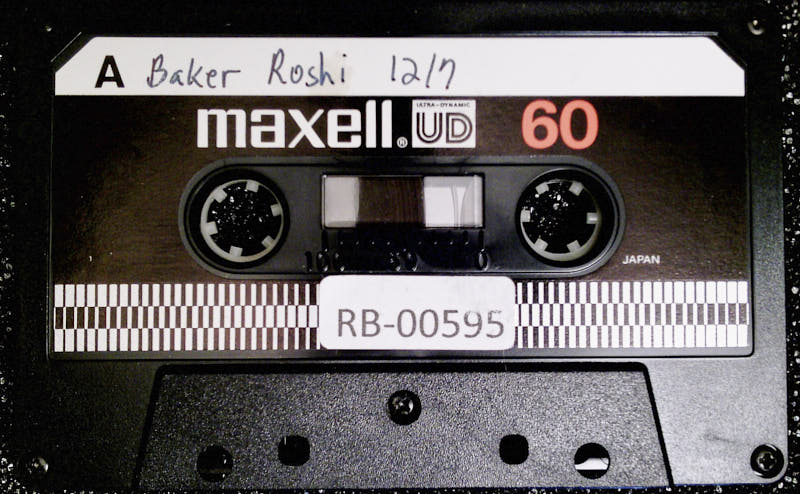 A Baker Roshi 12/7
maxell® ULTRA-DYNAMIC UD 60
JAPAN
RB-00595